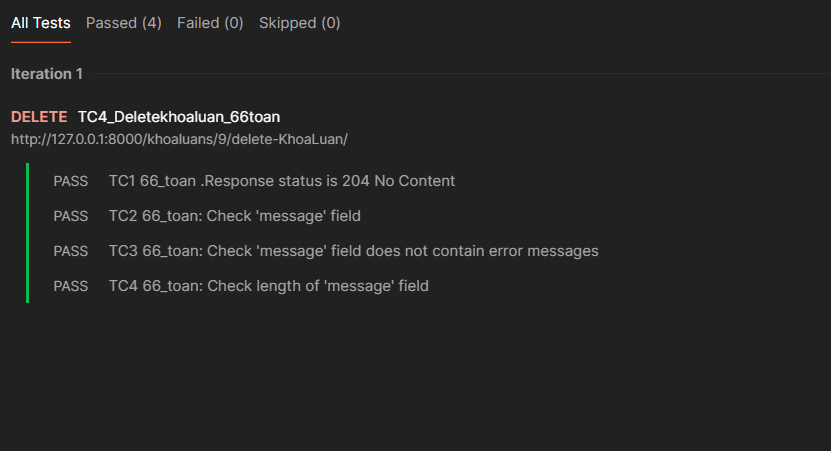 All Tests Passed (4) Failed (0) Skipped (0)
Iteration 1
DELETE TC4_Deletekhoaluan_66toan
http://127.0.0.1:8000/khoaluans/9/delete-KhoaLuan/
PASS TC1 66_toan .Response status is 204 No Content
PASS TC2 66_toan: Check 'message' field
PASS TC3 66_toan: Check 'message' field does not contain error messages
PASS TC4 66_toan: Check length of 'message' field